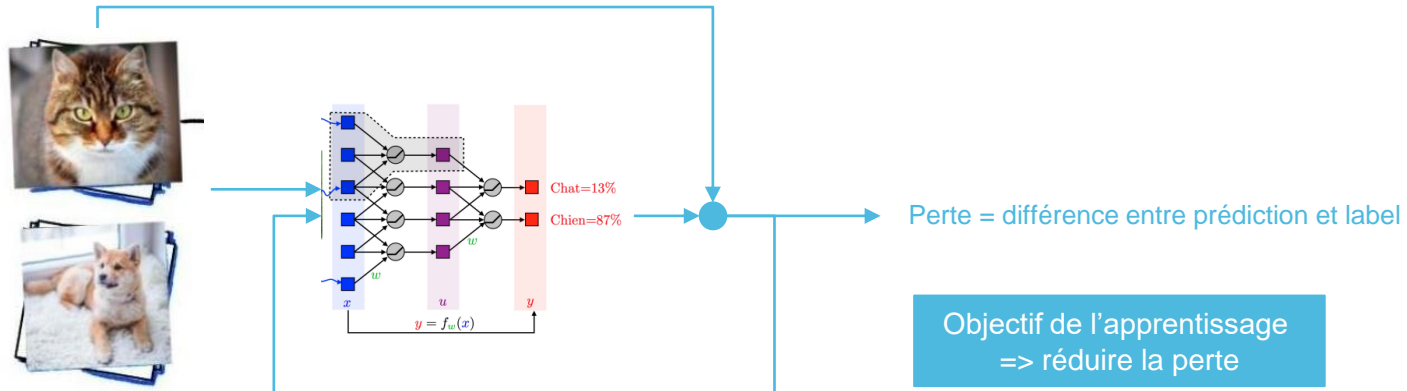 Chat=13%
Chien=87%
w
w
x
u
y
y = f_w(x)
Perte = différence entre prédiction et label
Objectif de l’apprentissage
=> réduire la perte